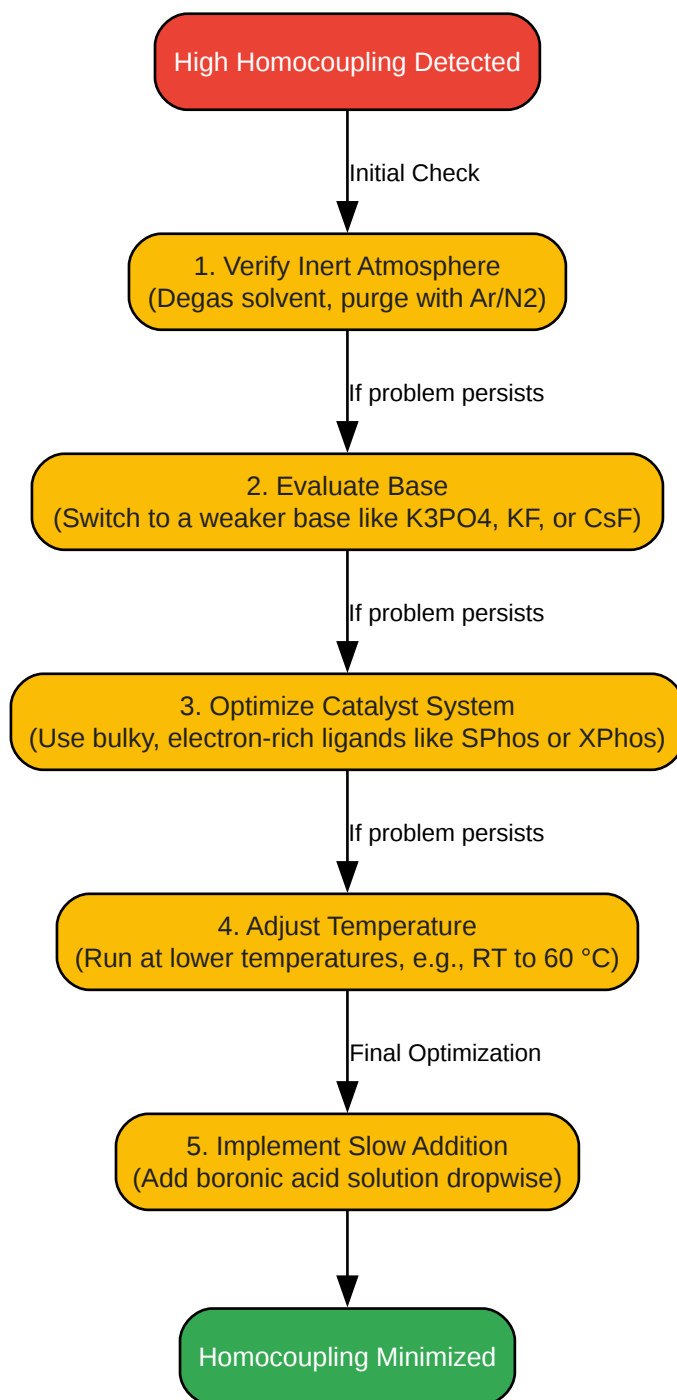 High Homocoupling Detected
Initial Check
1. Verify Inert Atmosphere
(Degas solvent, purge with Ar/N2)
If problem persists
2. Evaluate Base
(Switch to a weaker base like K3PO4, KF, or CsF)
If problem persists
3. Optimize Catalyst System
(Use bulky, electron-rich ligands like SPhos or XPhos)
If problem persists
4. Adjust Temperature
(Run at lower temperatures, e.g., RT to 60 °C)
Final Optimization
5. Implement Slow Addition
(Add boronic acid solution dropwise)
Homocoupling Minimized